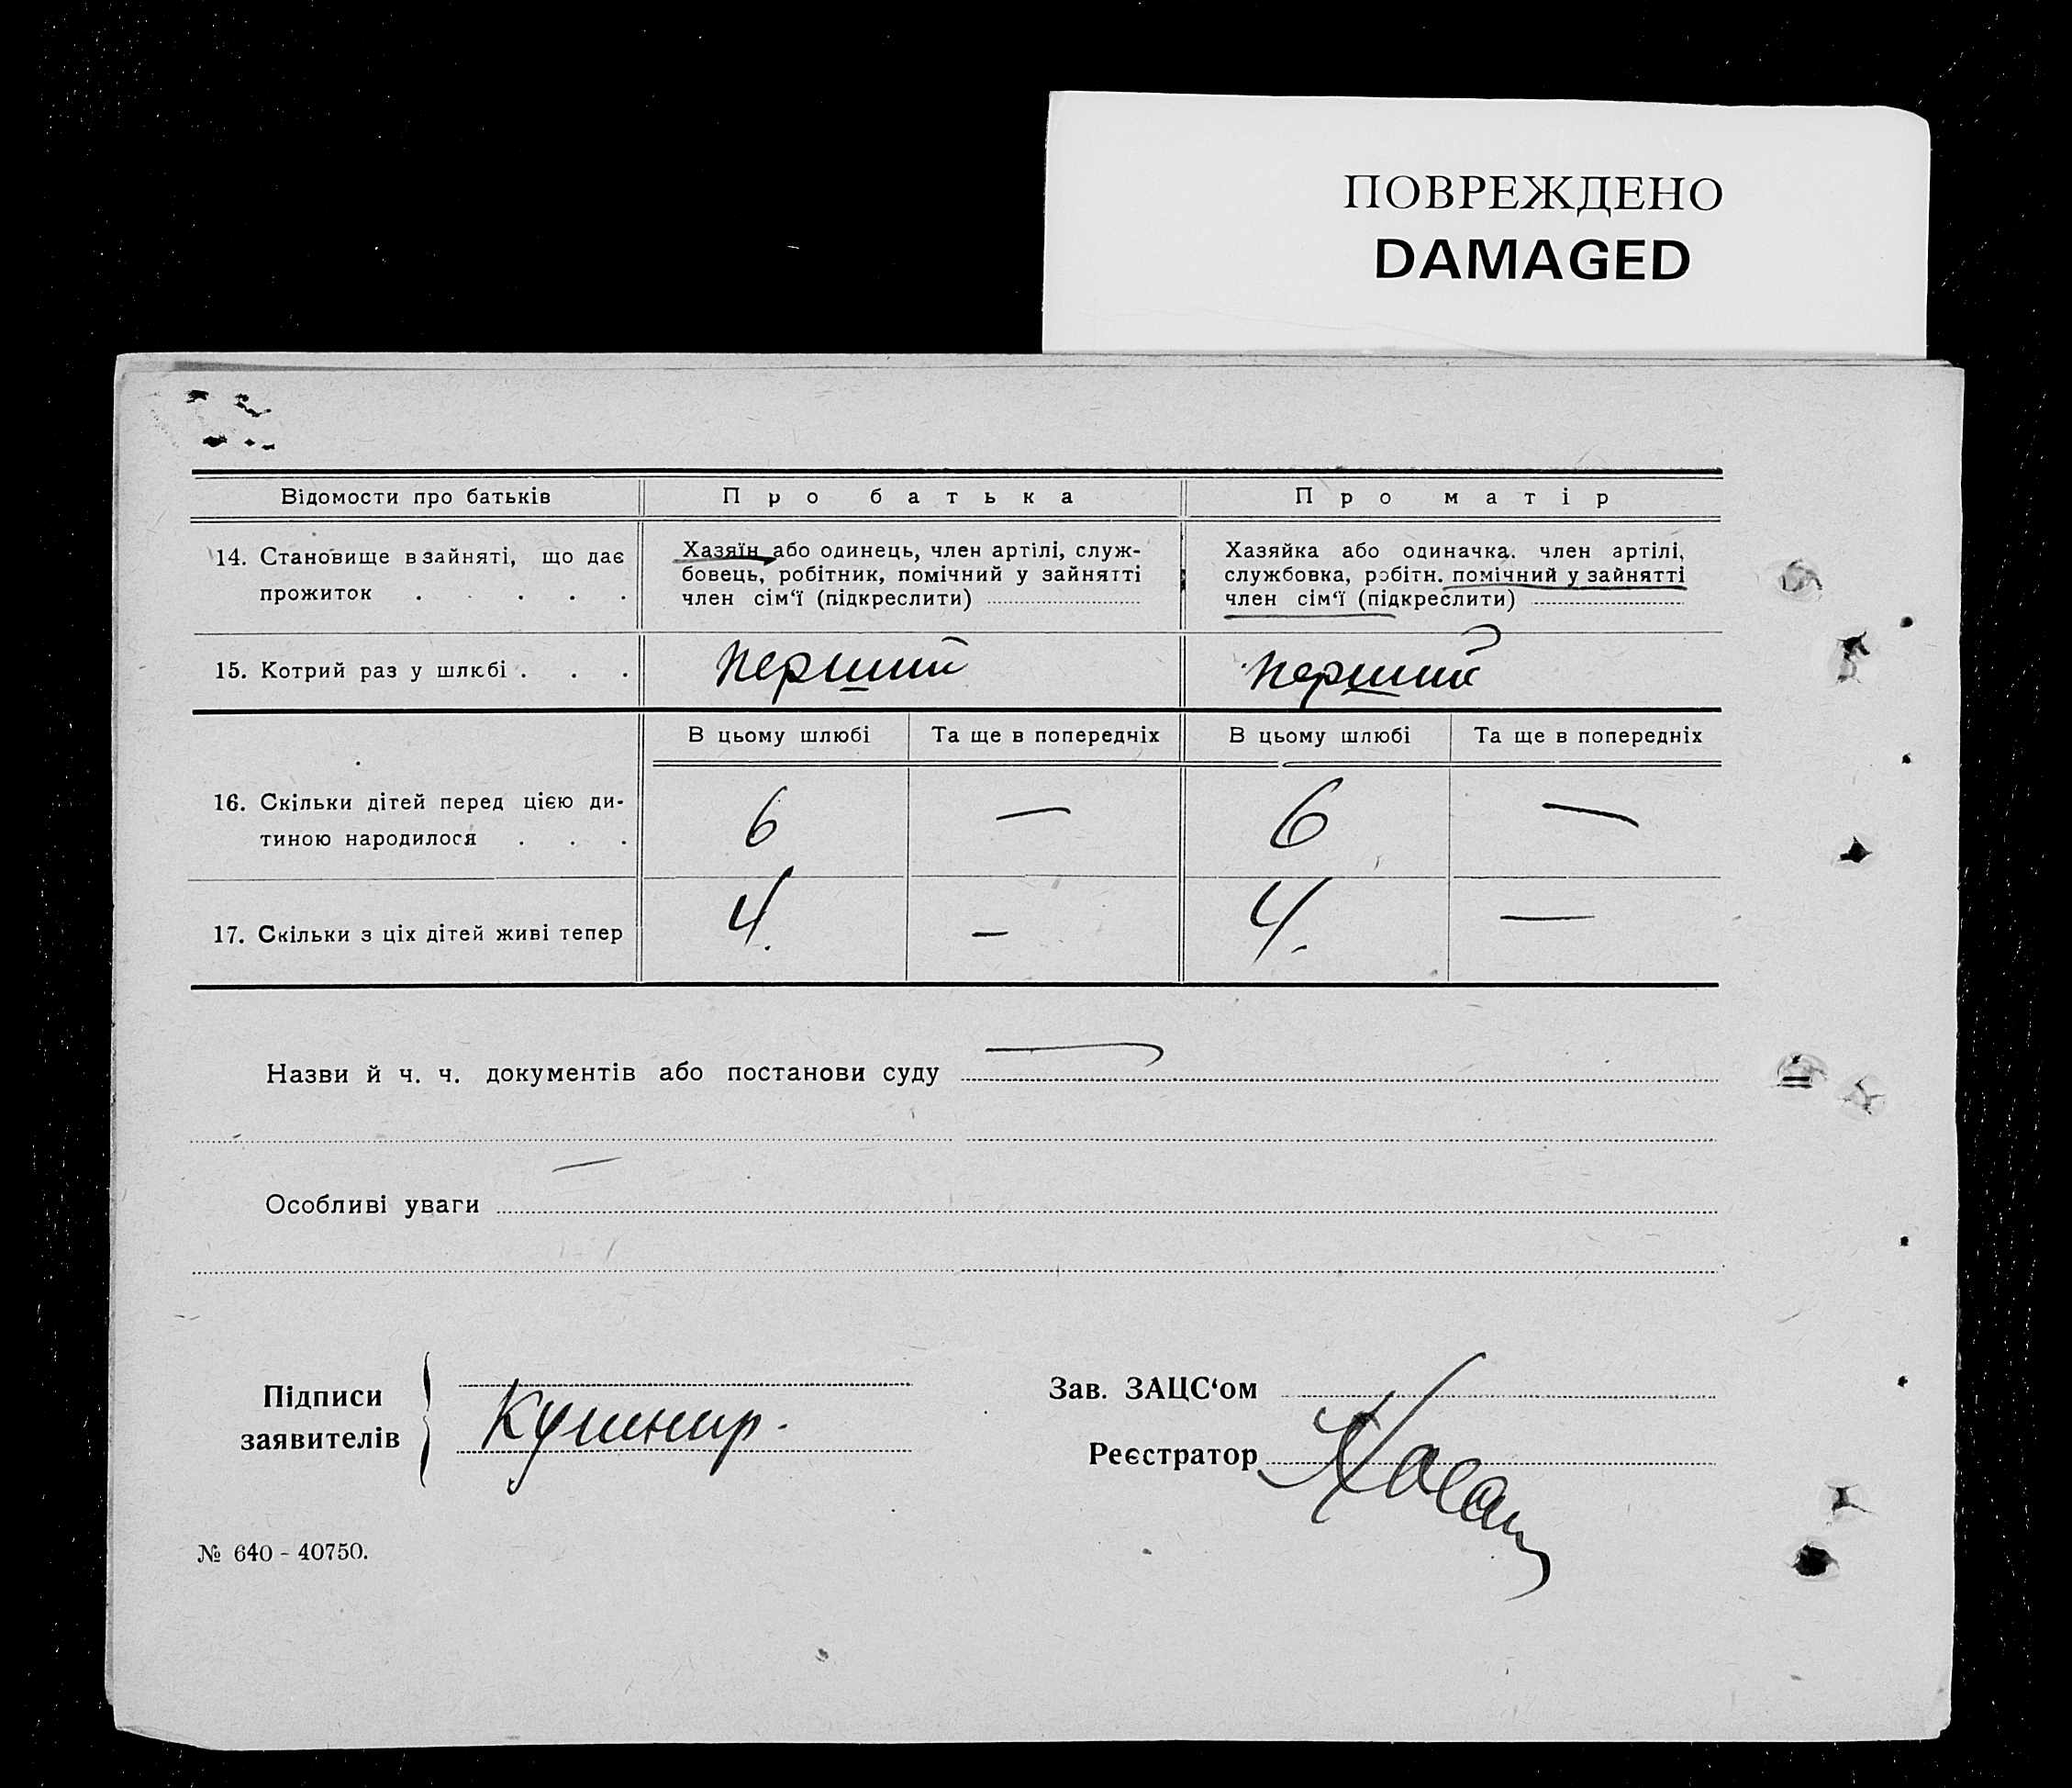 ПОВРЕЖДЕНО
DAMAGED
Відомости про батьків Про батька Про матір
14. Становище в зайняті, що дає прожиток . . . . .
Хазяїн або одинець, член артілі, служ-
бовець, робітник, помічний у зайнятті
член сім‘ї (підкреслити)
Хазяйка або одиначка. член артілі,
службовка, робітн. помічний у зайнятті
член сім‘ї (підкреслити)
15. Котрий раз у шлюбі . . . перший перший
В цьому шлюбі Та ще в попередніх В цьому шлюбі Та ще в попередніх
16. Скільки дітей перед цією ди-
тиною народилося . . . 6 — 6 —
17. Скільки з ціх дітей живі тепер 4. — 4. —
Назви й ч. ч. документів або постанови суду —
Особливі уваги —
Підписи
заявителів
Кушнир.
Зав. ЗАЦС‘ом
Реєстратор
№ 640 - 40750.